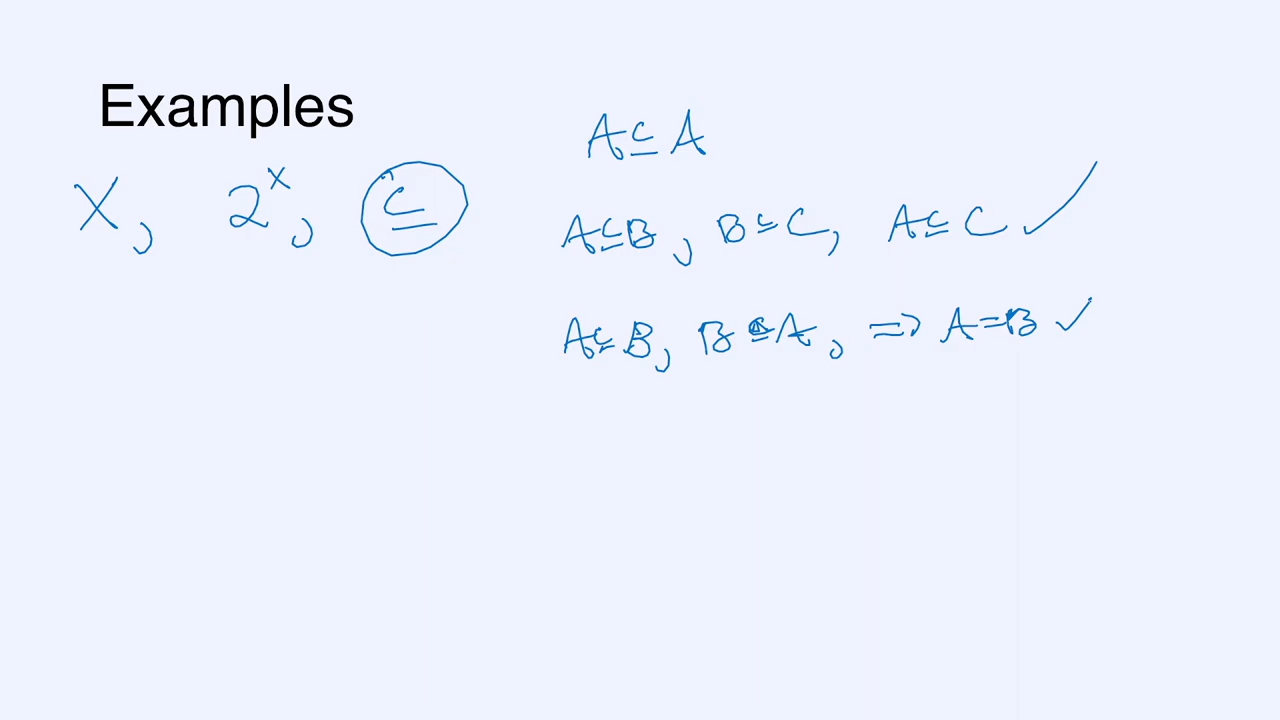 Examples
A ⊆ A
X, 2^X, ⊆
A ⊆ B, B ⊆ C, A ⊆ C ✓
A ⊆ B, B ⊆ A, ⇒ A = B ✓